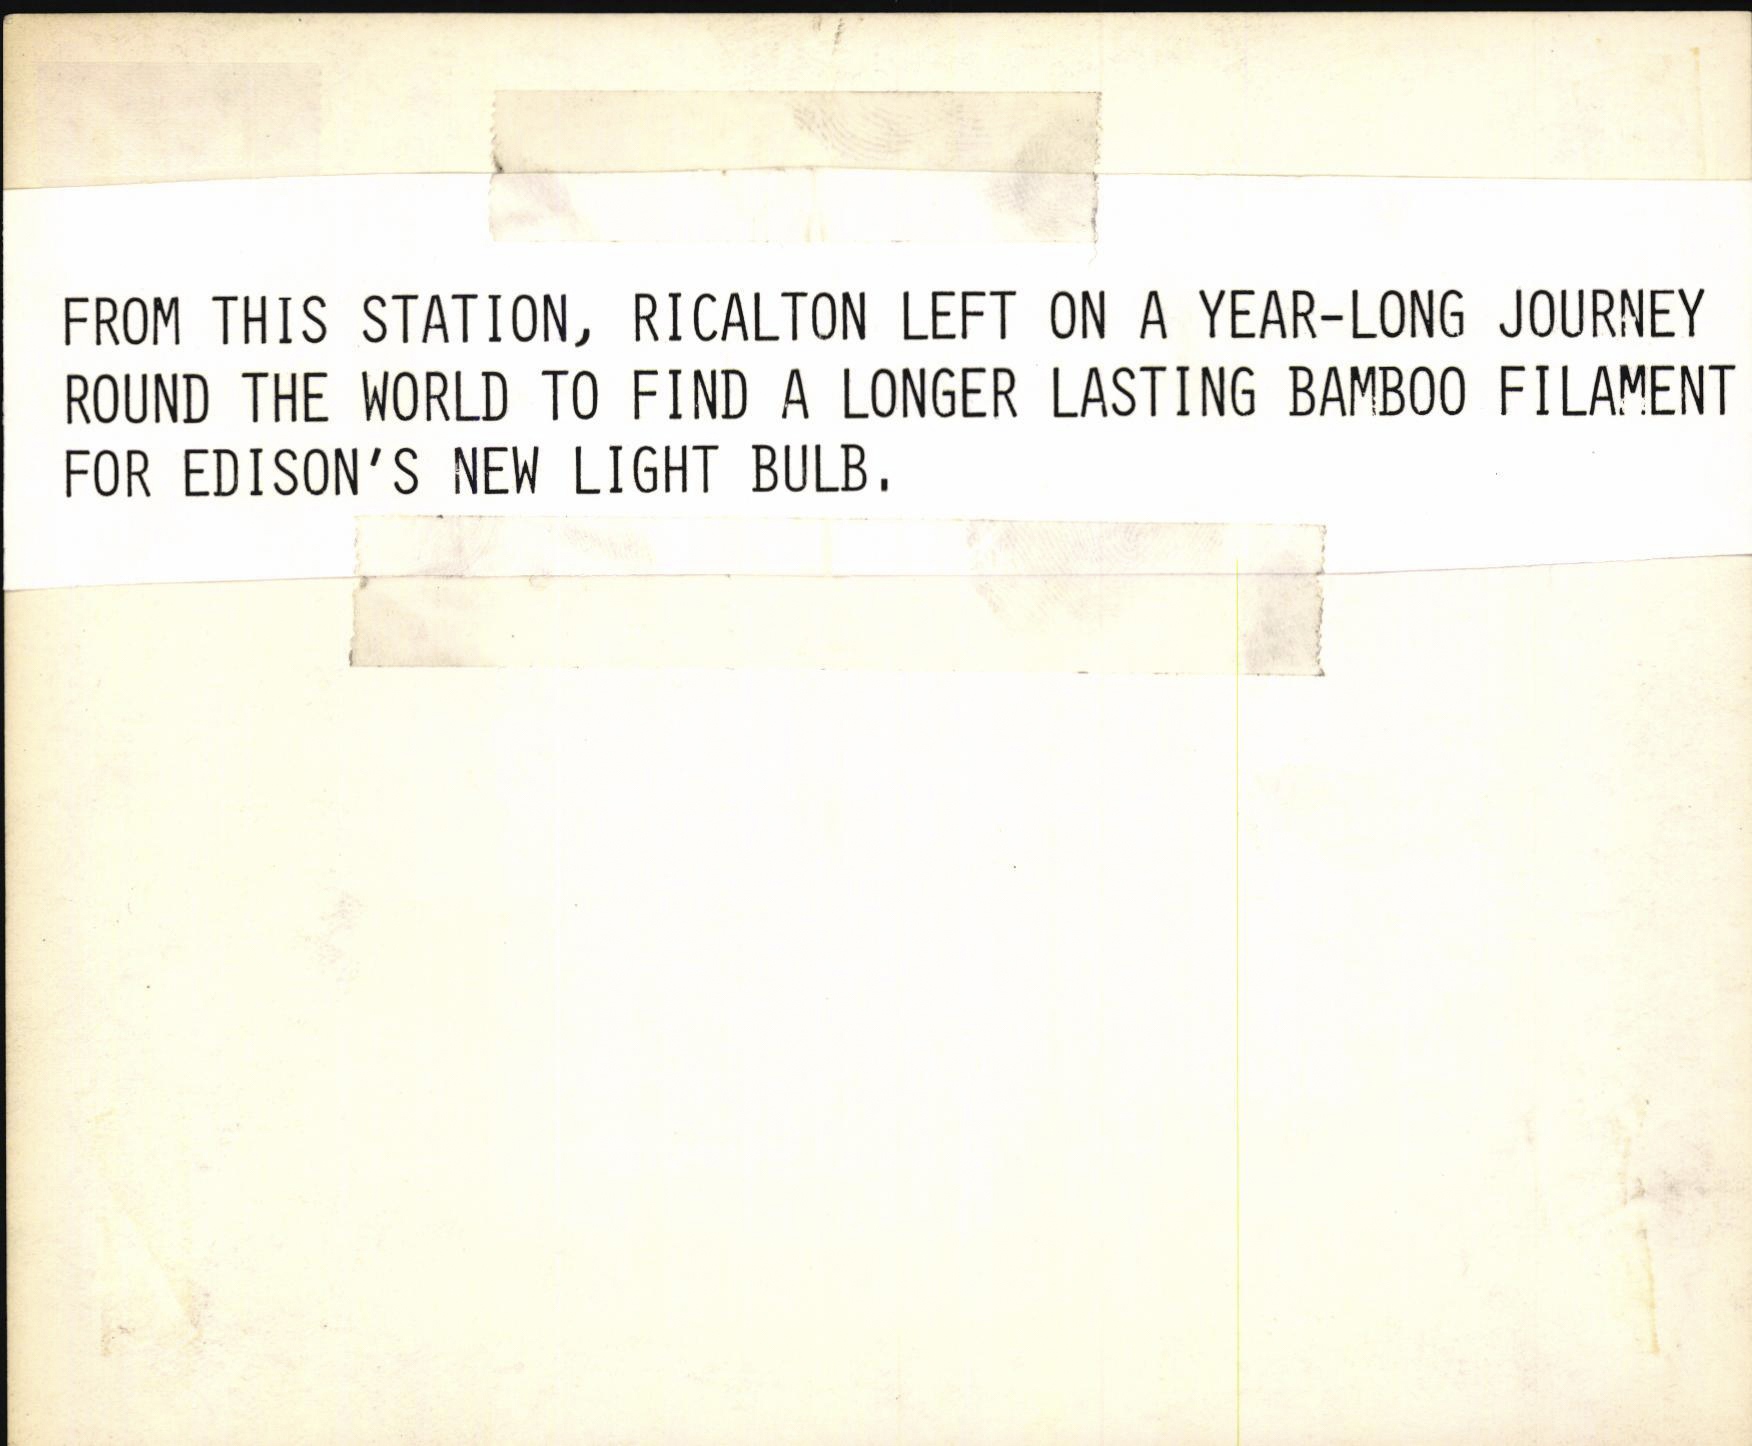 FROM THIS STATION, RICALTON LEFT ON A YEAR-LONG JOURNEY
ROUND THE WORLD TO FIND A LONGER LASTING BAMBOO FILAMENT
FOR EDISON'S NEW LIGHT BULB.